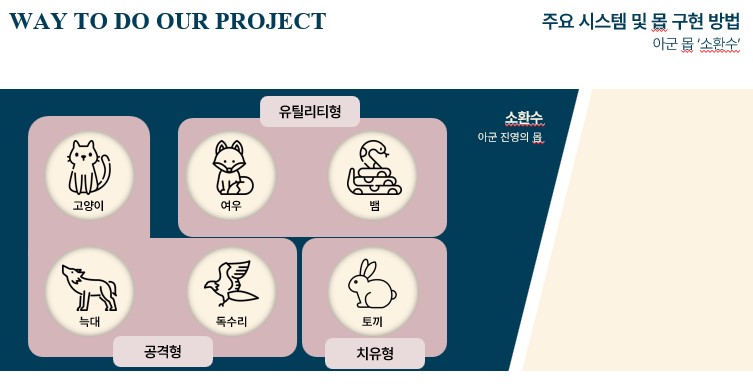 WAY TO DO OUR PROJECT
주요 시스템 및 몹 구현 방법
아군 몹 '소환수'
유틸리티형
소환수
아군 진영의 몹
고양이
여우
뱀
늑대
독수리
토끼
공격형
치유형